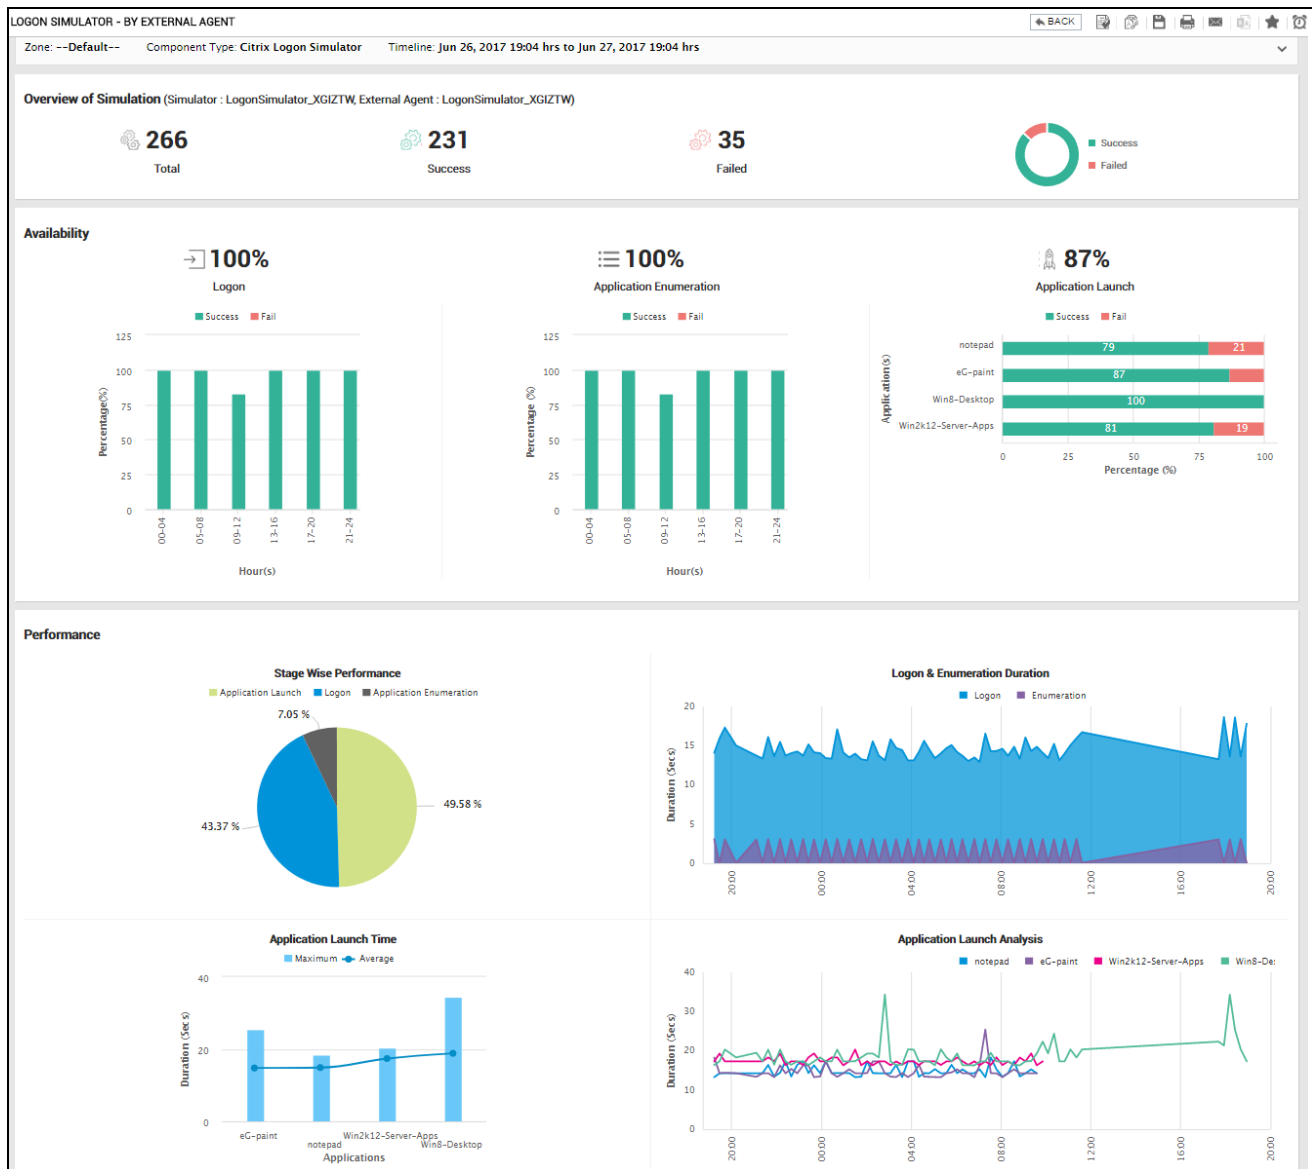 LOGON SIMULATOR - BY EXTERNAL AGENT
BACK
Zone: --Default-- Component Type: Citrix Logon Simulator Timeline: Jun 26, 2017 19:04 hrs to Jun 27, 2017 19:04 hrs
Overview of Simulation (Simulator : LogonSimulator_XGIZTW, External Agent : LogonSimulator_XGIZTW)
266
Total
231
Success
35
Failed
Success
Failed
Availability
100%
Logon
Success Fail
125
100
75
50
25
0
Percentage(%)
00-04 05-08 09-12 13-16 17-20 21-24
Hour(s)
100%
Application Enumeration
Success Fail
125
100
75
50
25
0
Percentage (%)
00-04 05-08 09-12 13-16 17-20 21-24
Hour(s)
87%
Application Launch
Success Fail
Application(s)
notepad 79 21
eG-paint 87
Win8-Desktop 100
Win2k12-Server-Apps 81 19
0 25 50 75 100
Percentage (%)
Performance
Stage Wise Performance
Application Launch Logon Application Enumeration
7.05 %
49.58 %
43.37 %
Logon & Enumeration Duration
Logon Enumeration
20
15
10
5
0
Duration (Secs)
20:00 00:00 04:00 08:00 12:00 16:00 20:00
Application Launch Time
Maximum Average
40
20
0
Duration (Secs)
eG-paint notepad Win2k12-Server-Apps Win8-Desktop
Applications
Application Launch Analysis
notepad eG-paint Win2k12-Server-Apps Win8-De
40
30
20
10
0
Duration (Secs)
20:00 00:00 04:00 08:00 12:00 16:00 20:00